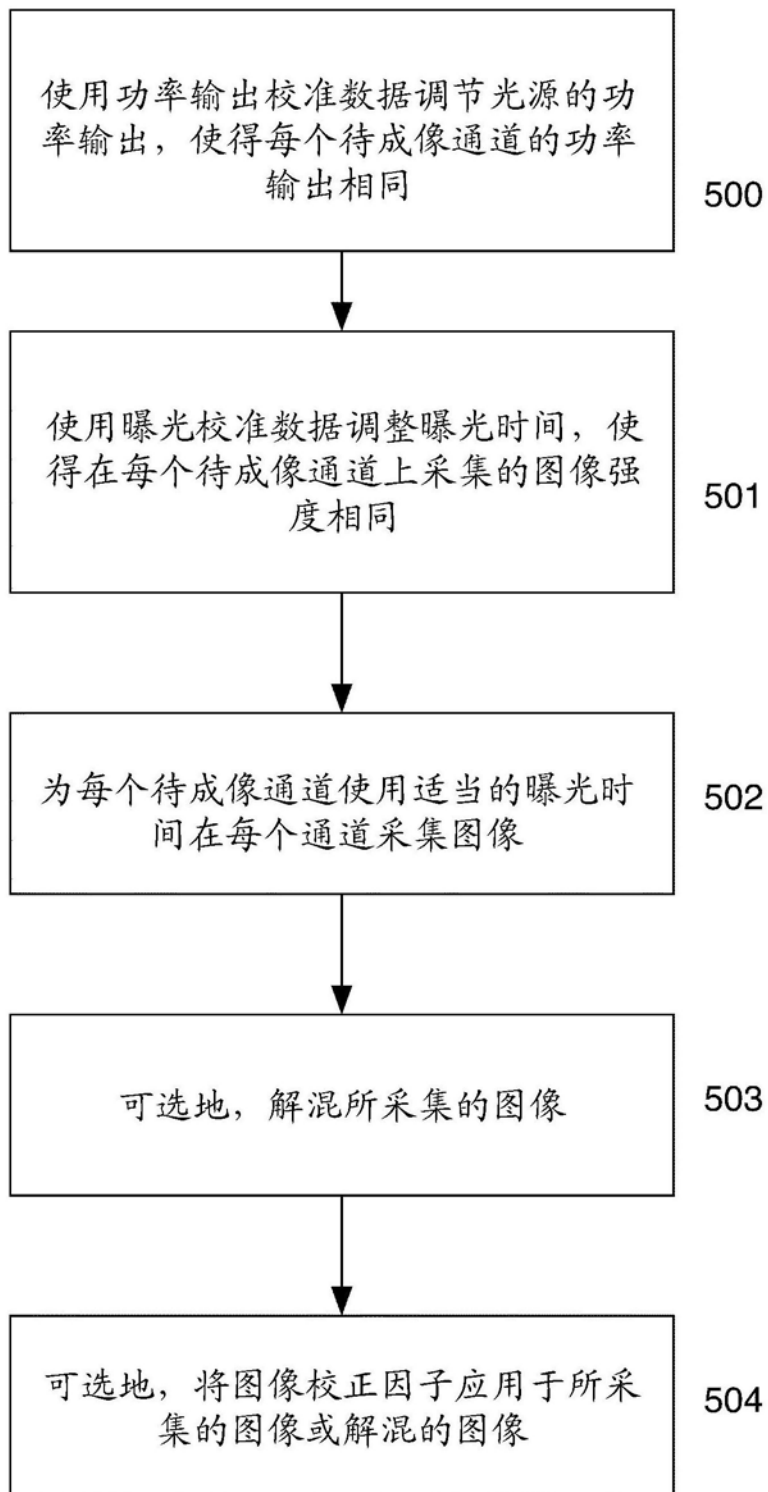 使用功率输出校准数据调节光源的功
率输出，使得每个待成像通道的功率
输出相同
500
使用曝光校准数据调整曝光时间，使
得在每个待成像通道上采集的图像强
度相同
501
为每个待成像通道使用适当的曝光时
间在每个通道采集图像
502
可选地，解混所采集的图像
503
可选地，将图像校正因子应用于所采
集的图像或解混的图像
504